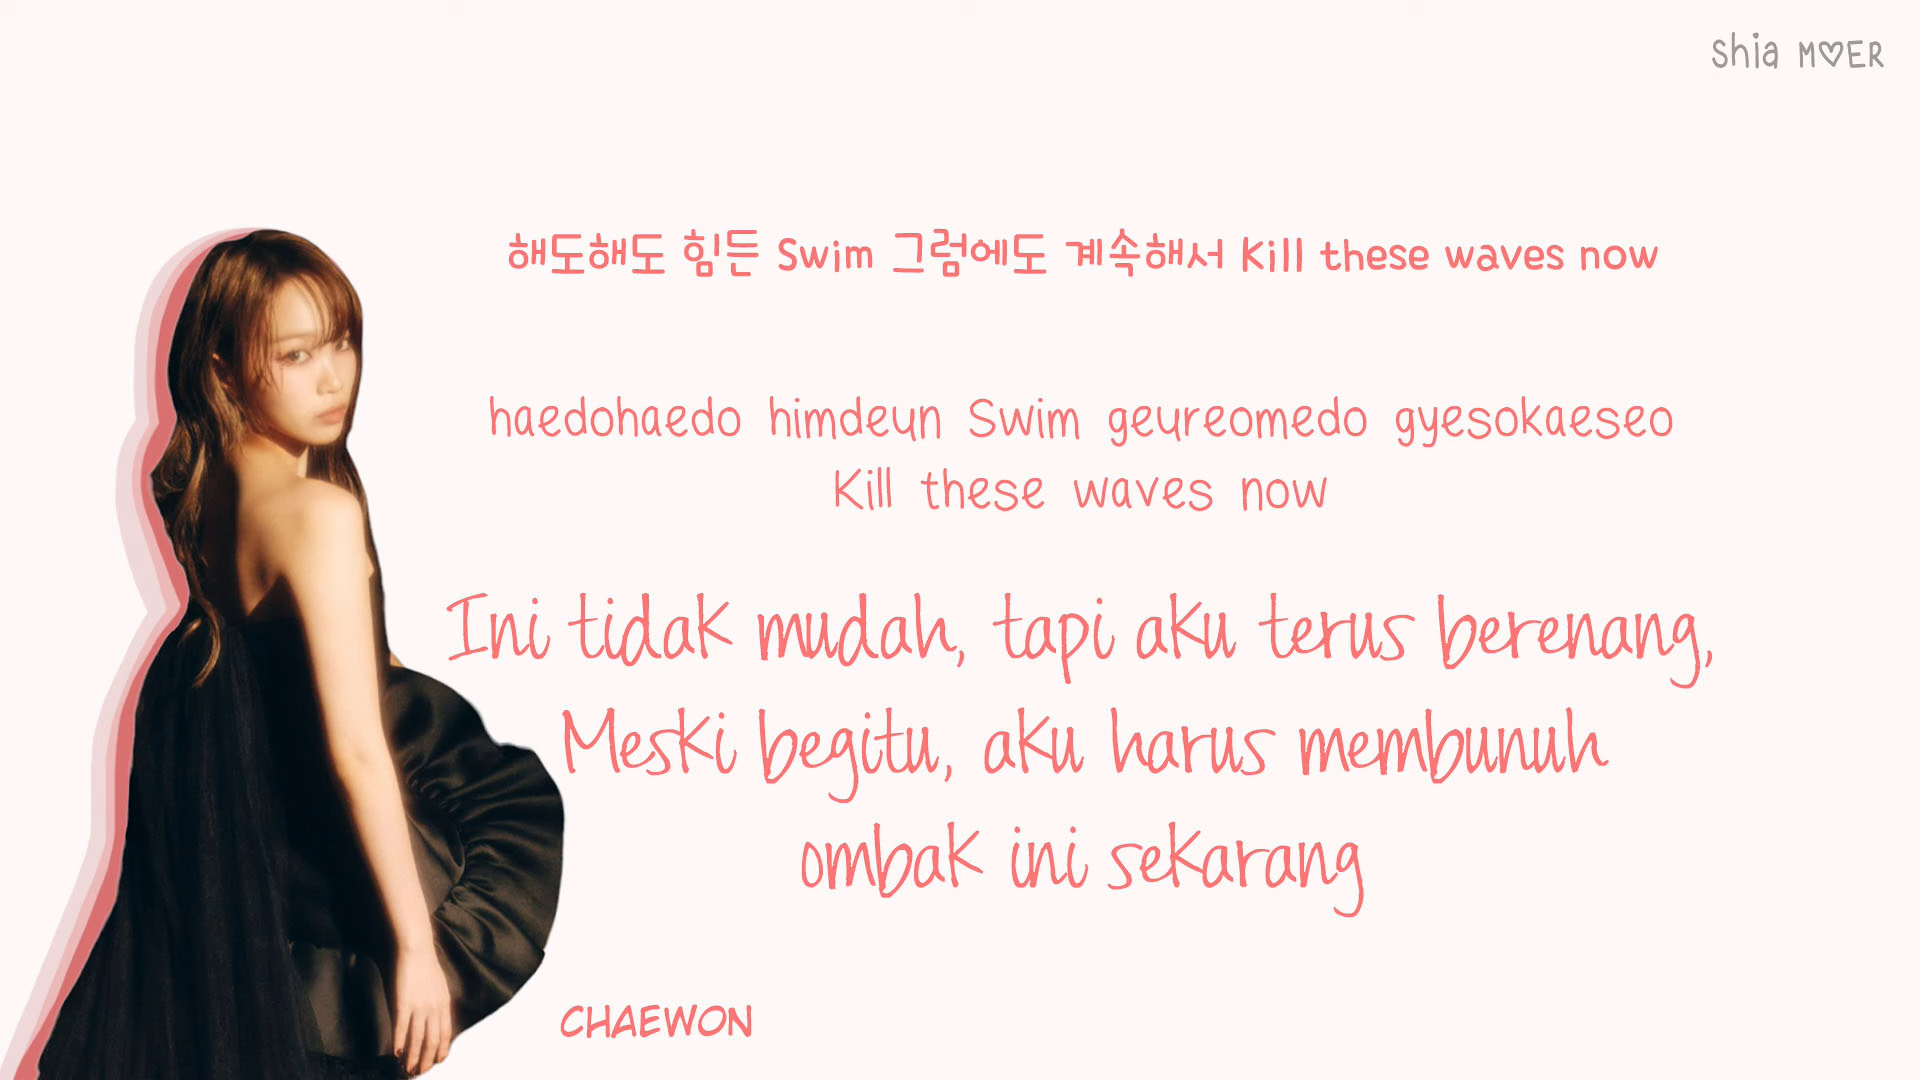 Shia M♡ER
해도해도 힘든 Swim 그럼에도 계속해서 Kill these waves now
haedohaedo himdeun Swim geureomedo gyesokaeseo
Kill these waves now
Ini tidak mudah, tapi aku terus berenang,
Meski begitu, aku harus membunuh
ombak ini sekarang
CHAEWON